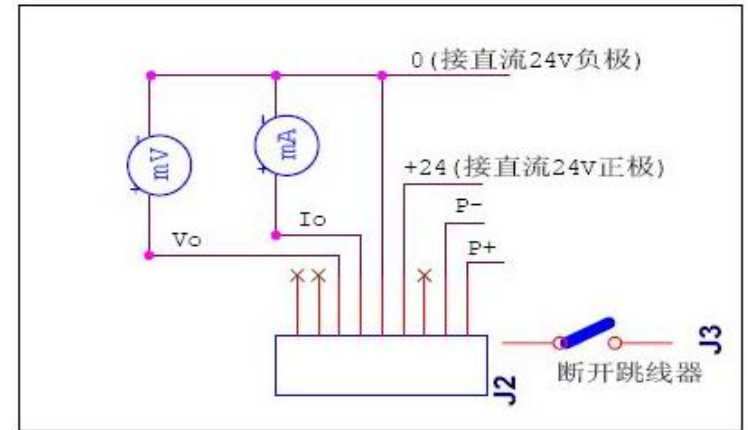 0(接直流24V负极)
mV
mA
+24(接直流24V正极)
P-
Io
Vo
P+
J3
断开跳线器
J2